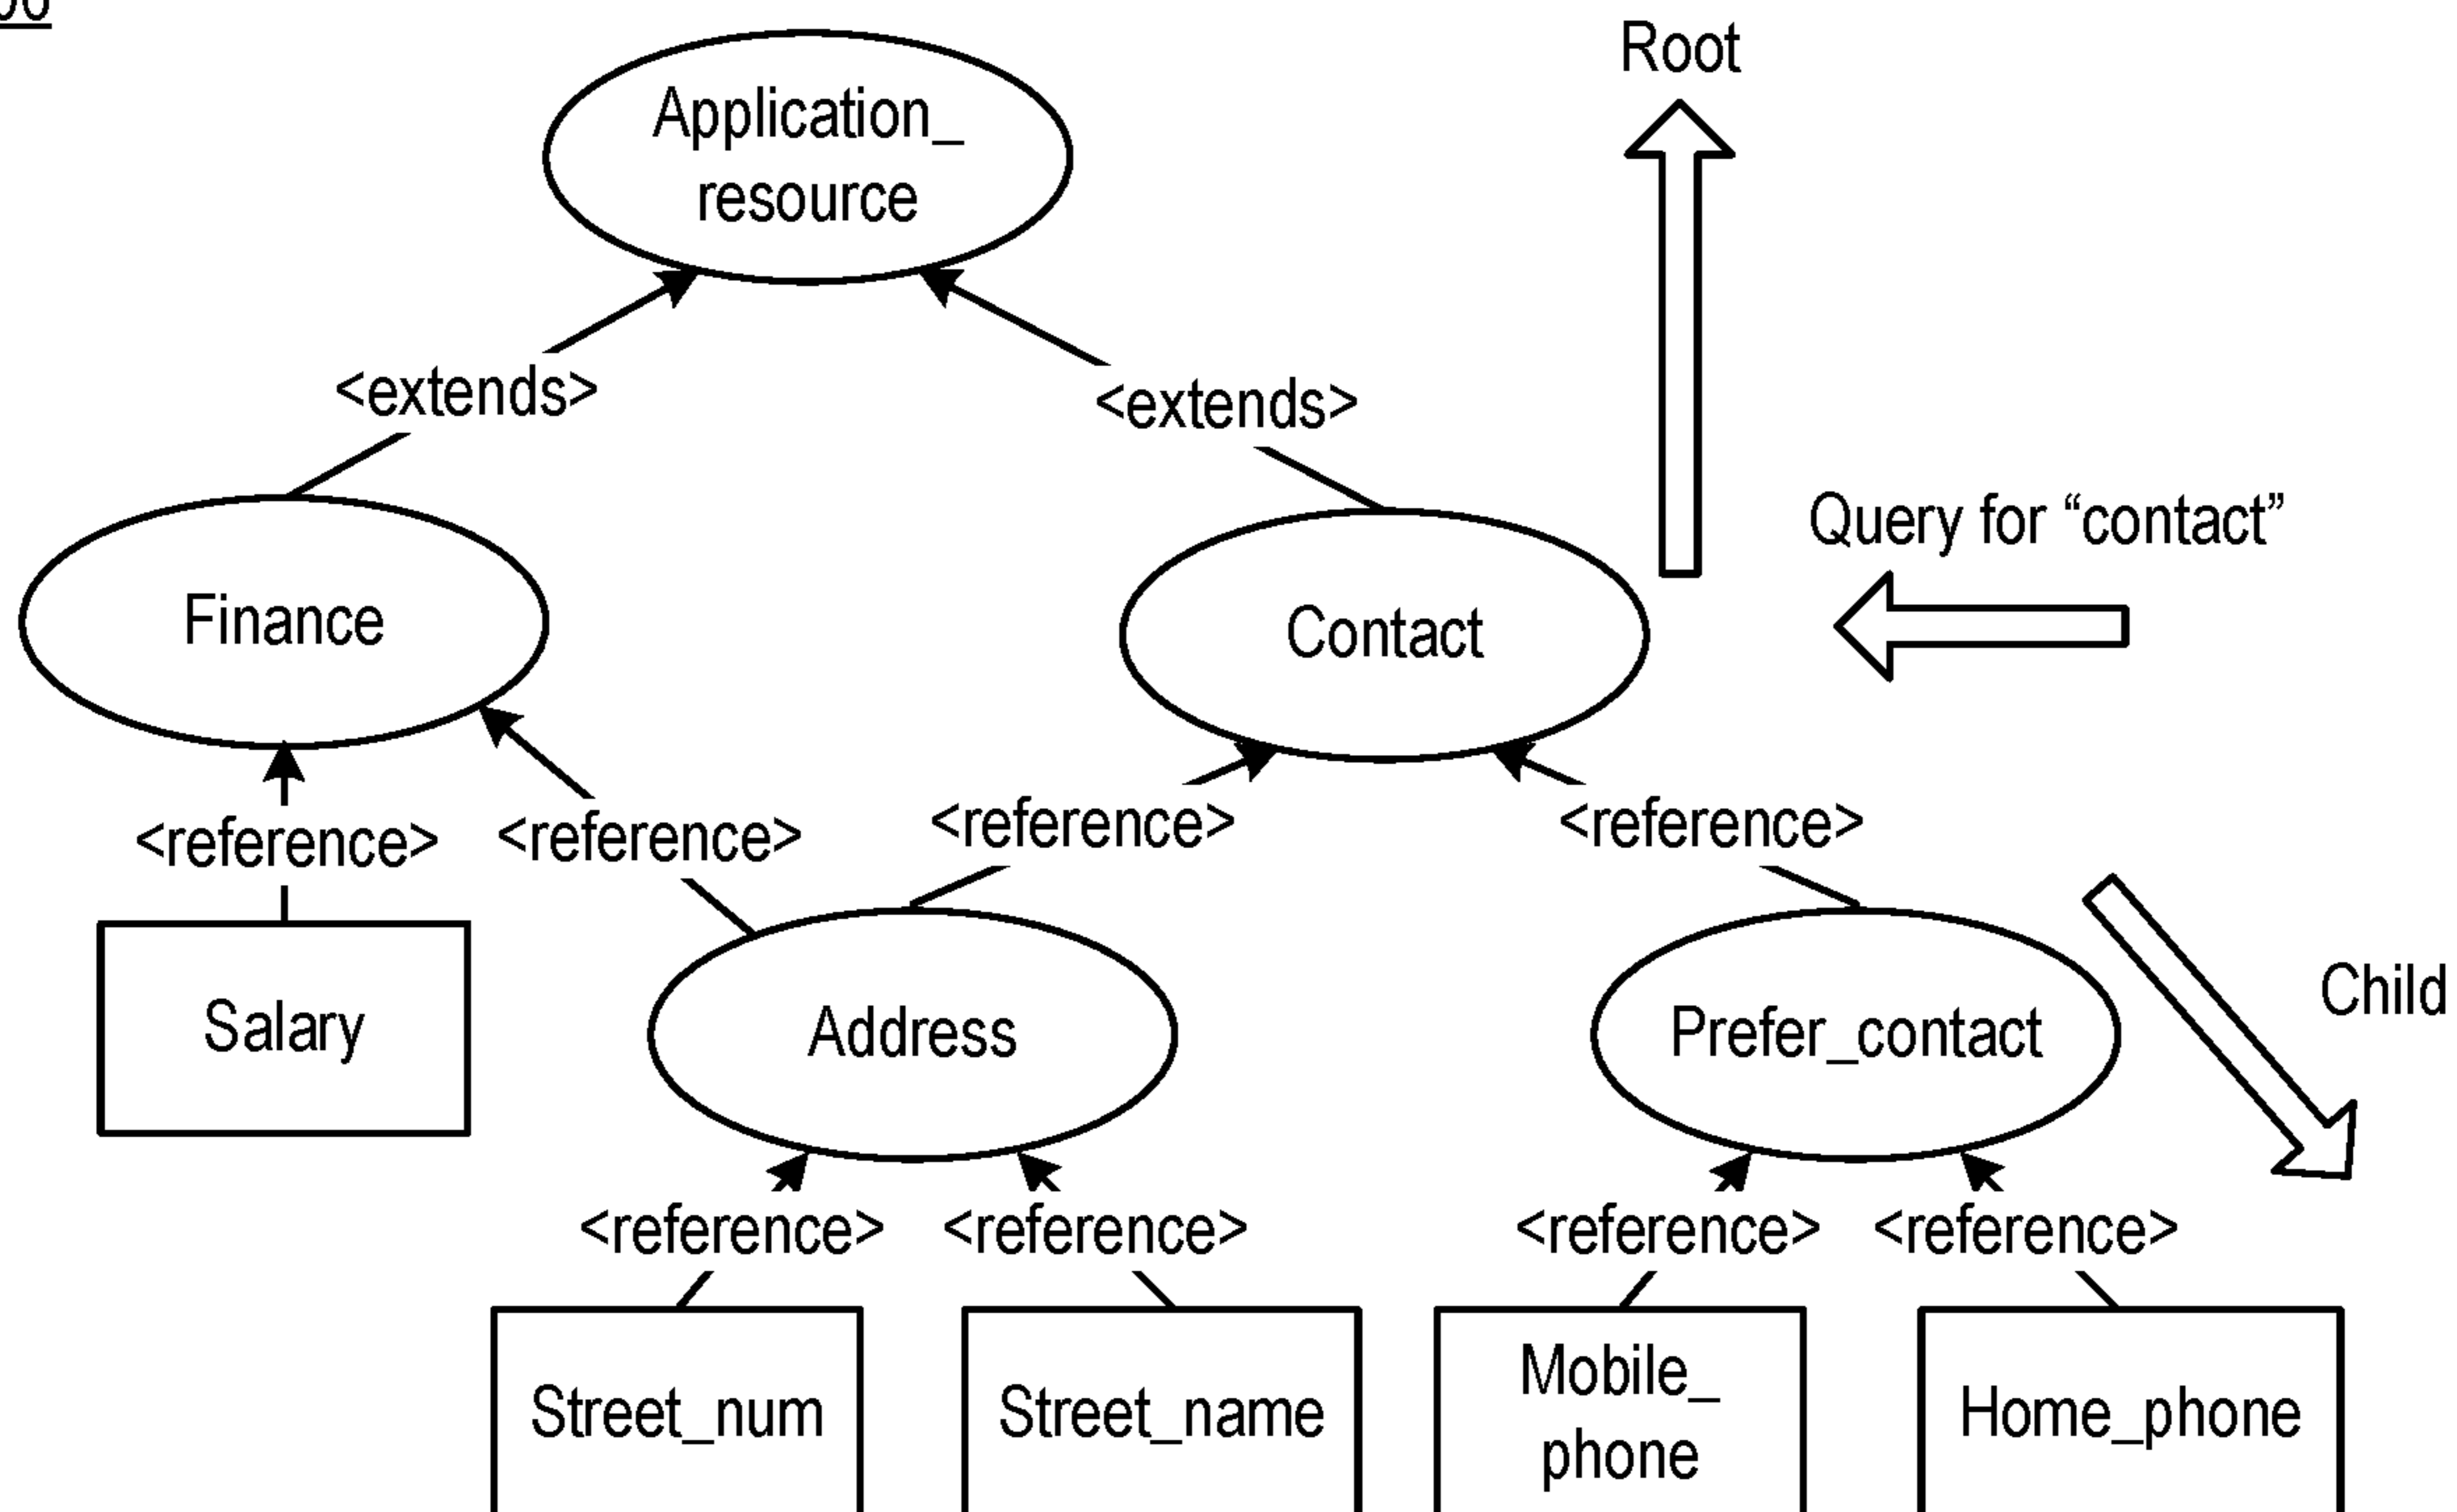 Root
Application_
resource
<extends>
<extends>
Query for “contact”
Finance
Contact
<reference>
<reference>
<reference>
<reference>
Child
Salary
Address
Prefer_contact
<reference>
<reference>
<reference>
<reference>
Street_num
Street_name
Mobile_
phone
Home_phone